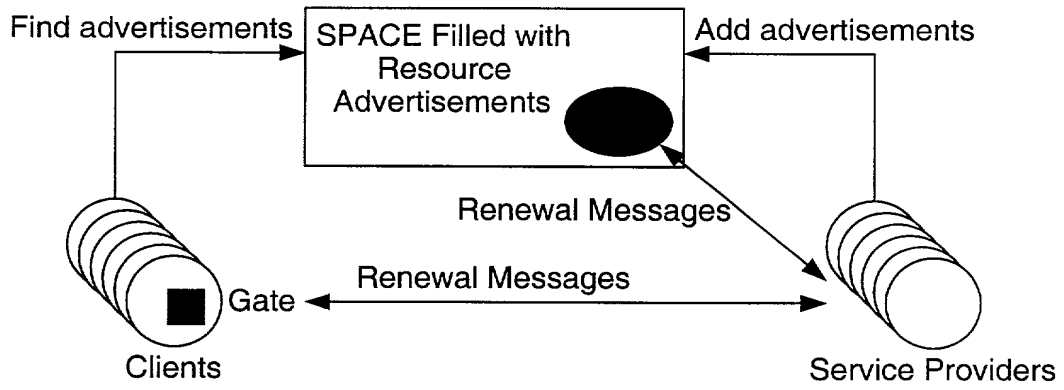 Find advertisements
SPACE Filled with
Resource
Advertisements
Add advertisements
Renewal Messages
Renewal Messages
Gate
Clients
Service Providers